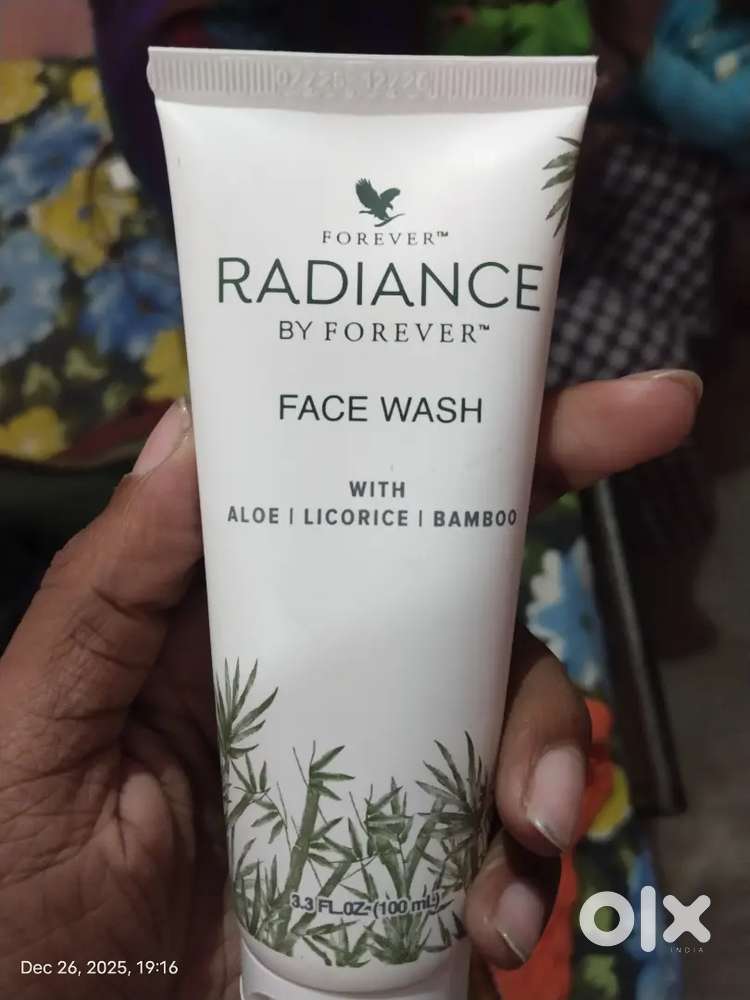 FOREVER™
RADIANCE
BY FOREVER™
FACE WASH
WITH
ALOE | LICORICE | BAMBOO
3.3 FL.OZ. (100 mL)
Dec 26, 2025, 19:16
olx
INDIA